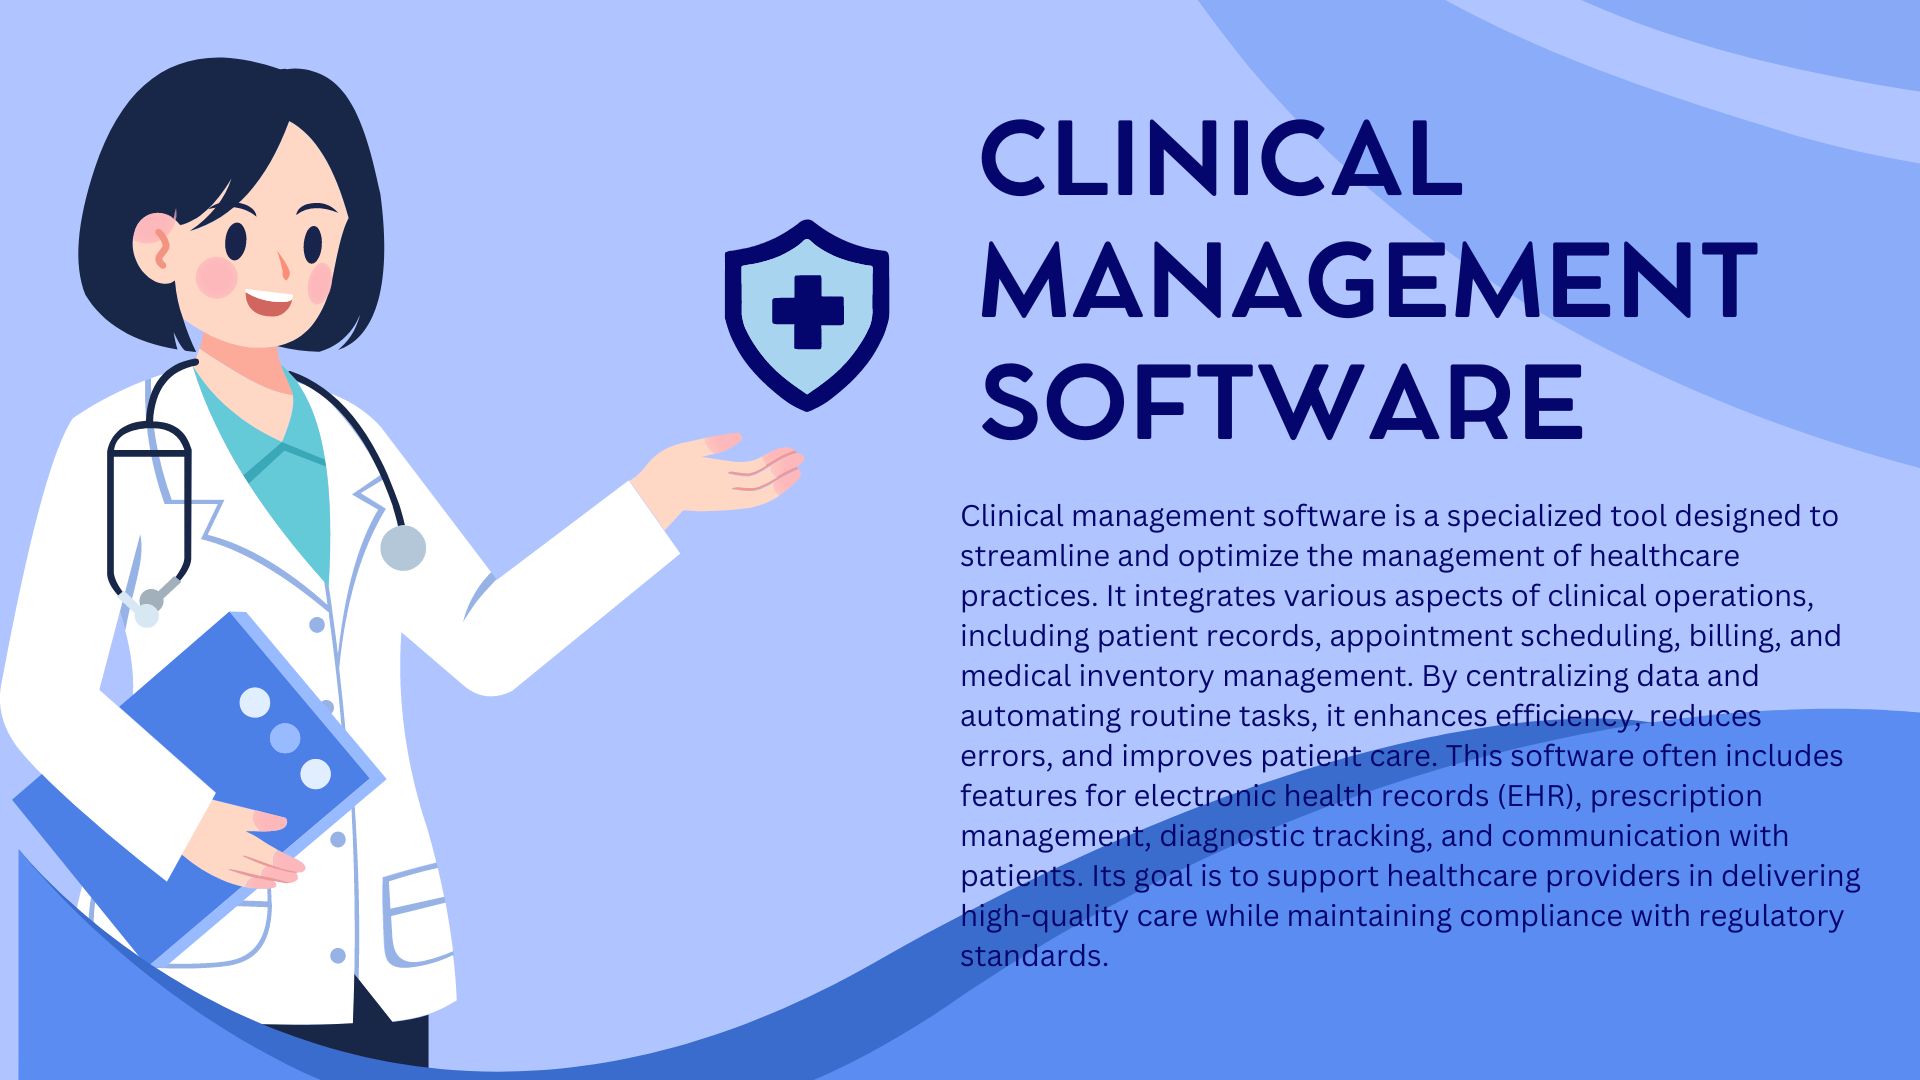 CLINICAL
MANAGEMENT
SOFTWARE
Clinical management software is a specialized tool designed to
streamline and optimize the management of healthcare
practices. It integrates various aspects of clinical operations,
including patient records, appointment scheduling, billing, and
medical inventory management. By centralizing data and
automating routine tasks, it enhances efficiency, reduces
errors, and improves patient care. This software often includes
features for electronic health records (EHR), prescription
management, diagnostic tracking, and communication with
patients. Its goal is to support healthcare providers in delivering
high-quality care while maintaining compliance with regulatory
standards.